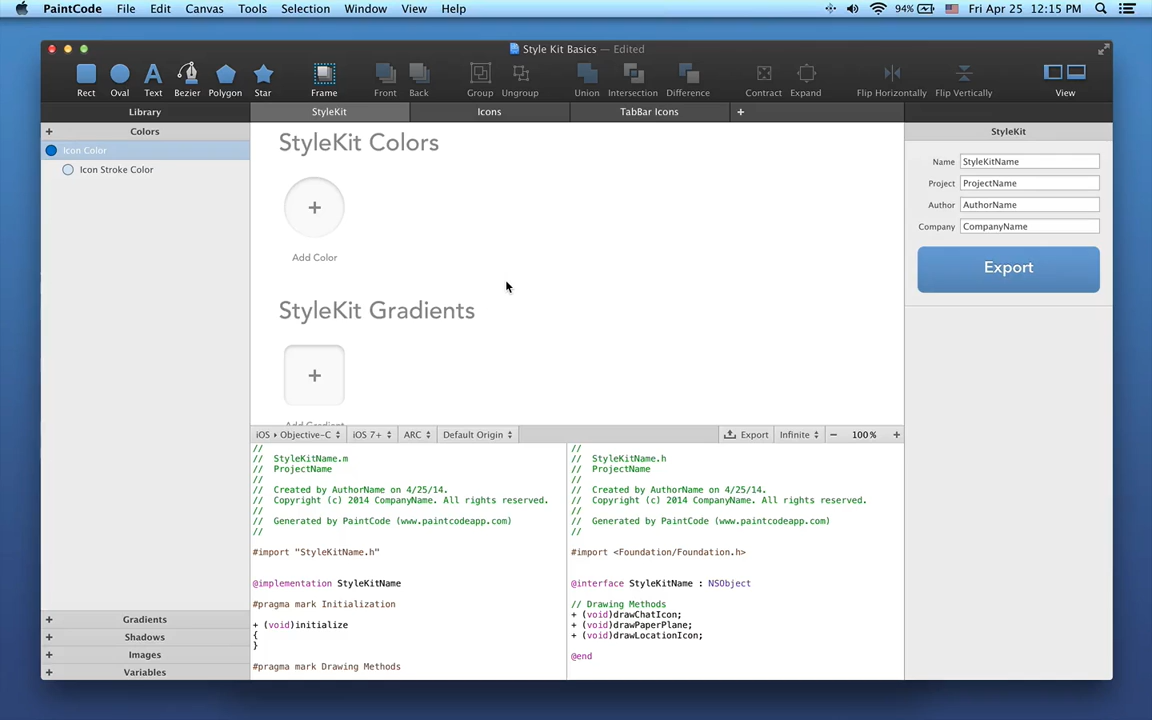 PaintCode File Edit Canvas Tools Selection Window View Help 94% Fri Apr 25 12:15 PM
Style Kit Basics — Edited
Rect Oval Text Bezier Polygon Star Frame Front Back Group Ungroup Union Intersection Difference Contract Expand Flip Horizontally Flip Vertically View
Library StyleKit Icons TabBar Icons +
+ Colors
Icon Color
Icon Stroke Color
StyleKit Colors
+
Add Color
StyleKit Gradients
+
Add Gradient
StyleKit
Name StyleKitName
Project ProjectName
Author AuthorName
Company CompanyName
Export
iOS ▸ Objective-C iOS 7+ ARC Default Origin Export Infinite − 100% +
//
//  StyleKitName.m
//  ProjectName
//
//  Created by AuthorName on 4/25/14.
//  Copyright (c) 2014 CompanyName. All rights reserved.
//
//  Generated by PaintCode (www.paintcodeapp.com)
//
#import "StyleKitName.h"
@implementation StyleKitName
#pragma mark Initialization
+ (void)initialize
{
}
#pragma mark Drawing Methods
//
//  StyleKitName.h
//  ProjectName
//
//  Created by AuthorName on 4/25/14.
//  Copyright (c) 2014 CompanyName. All rights reserved.
//
//  Generated by PaintCode (www.paintcodeapp.com)
//
#import <Foundation/Foundation.h>
@interface StyleKitName : NSObject
// Drawing Methods
+ (void)drawChatIcon;
+ (void)drawPaperPlane;
+ (void)drawLocationIcon;
@end
+ Gradients
+ Shadows
+ Images
+ Variables